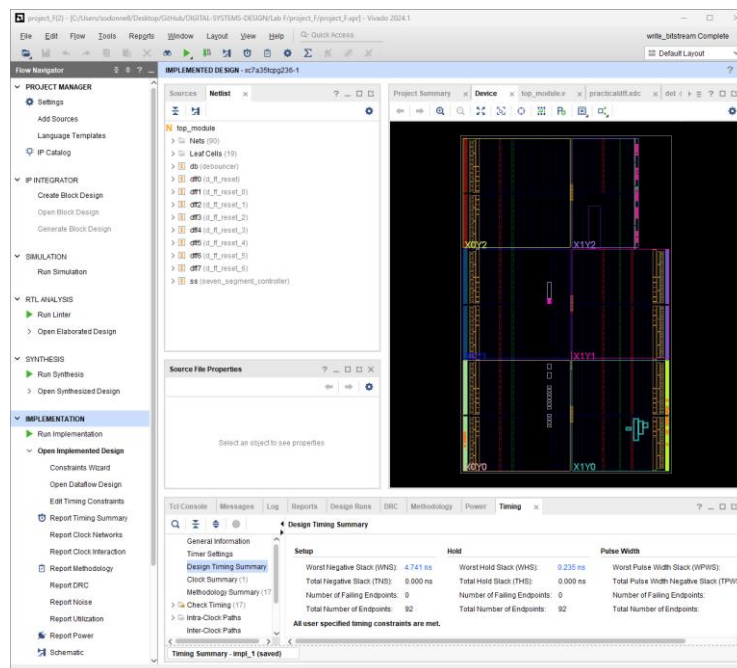 project_F(2) - [C:/Users/sodonnell/Desktop/GitHub/DIGITAL-SYSTEMS-DESIGN/Lab F/project_F/project_F.xpr] - Vivado 2024.1
File Edit Flow Tools Reports Window Layout View Help Quick Access
write_bitstream Complete
Default Layout
Flow Navigator
PROJECT MANAGER
Settings
Add Sources
Language Templates
IP Catalog
IP INTEGRATOR
Create Block Design
Open Block Design
Generate Block Design
SIMULATION
Run Simulation
RTL ANALYSIS
Run Linter
Open Elaborated Design
SYNTHESIS
Run Synthesis
Open Synthesized Design
IMPLEMENTATION
Run Implementation
Open Implemented Design
Constraints Wizard
Open Dataflow Design
Edit Timing Constraints
Report Timing Summary
Report Clock Networks
Report Clock Interaction
Report Methodology
Report DRC
Report Noise
Report Utilization
Report Power
Schematic
IMPLEMENTED DESIGN - xc7a35tcpg236-1
Sources Netlist
top_module
Nets (90)
Leaf Cells (19)
db (debouncer)
dff0 (d_ff_reset)
dff1 (d_ff_reset_0)
dff2 (d_ff_reset_1)
dff3 (d_ff_reset_2)
dff4 (d_ff_reset_3)
dff5 (d_ff_reset_4)
dff6 (d_ff_reset_5)
dff7 (d_ff_reset_6)
ss (seven_segment_controller)
Source File Properties
Select an object to see properties
Project Summary Device top_module.v practicaldff.xdc
X0Y2 X1Y2
X1Y1
X0Y0 X1Y0
Tcl Console Messages Log Reports Design Runs DRC Methodology Power Timing
General Information
Timer Settings
Design Timing Summary
Clock Summary (1)
Methodology Summary (17
Check Timing (17)
Intra-Clock Paths
Inter-Clock Paths
Design Timing Summary
Setup Hold Pulse Width
Worst Negative Slack (WNS): 4.741 ns Worst Hold Slack (WHS): 0.235 ns Worst Pulse Width Slack (WPWS):
Total Negative Slack (TNS): 0.000 ns Total Hold Slack (THS): 0.000 ns Total Pulse Width Negative Slack (TPW
Number of Failing Endpoints: 0 Number of Failing Endpoints: 0 Number of Failing Endpoints:
Total Number of Endpoints: 92 Total Number of Endpoints: 92 Total Number of Endpoints:
All user specified timing constraints are met.
Timing Summary - impl_1 (saved)